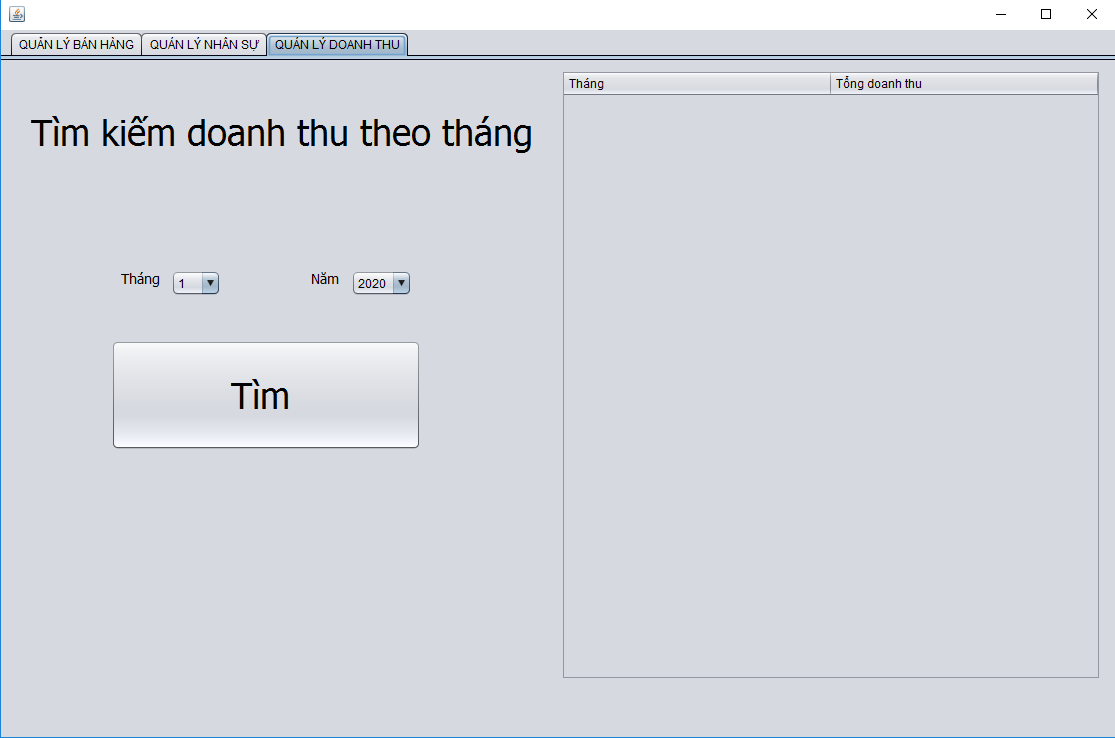 QUẢN LÝ BÁN HÀNG QUẢN LÝ NHÂN SỰ QUẢN LÝ DOANH THU
Tìm kiếm doanh thu theo tháng
Tháng 1 Năm 2020
Tìm
Tháng Tổng doanh thu